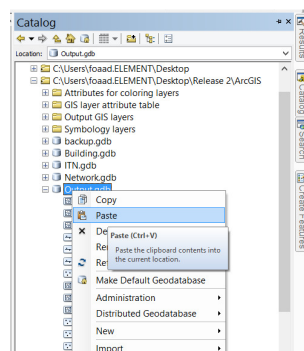 Catalog
Location: Output.gdb
C:\Users\foaad.ELEMENT\Desktop
C:\Users\foaad.ELEMENT\Desktop\Release 2\ArcGIS
Attributes for coloring layers
GIS layer attribute table
Output GIS layers
Symbology layers
backup.gdb
Building.gdb
ITN.gdb
Network.gdb
Output.gdb
Copy
Paste
De
Paste (Ctrl+V)
Re
Paste the clipboard contents into
Re
the current location.
Make Default Geodatabase
Administration
Distributed Geodatabase
New
Import
Results
Catalog
Search
Create Features